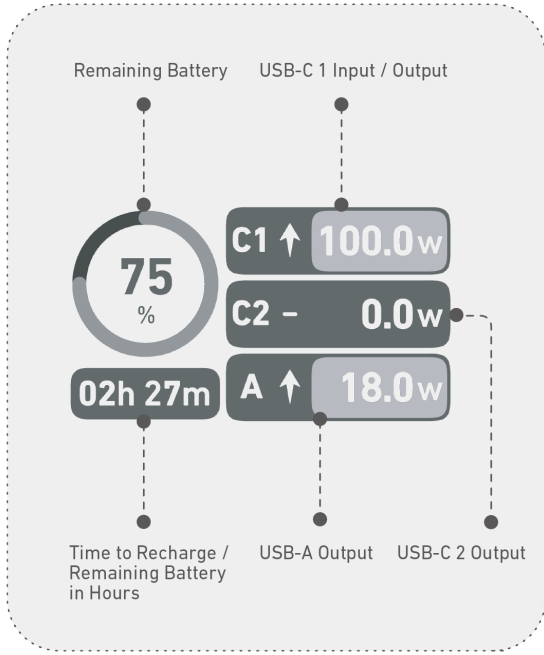 Remaining Battery
USB-C 1 Input / Output
75
%
02h 27m
C1 100.0w
C2 – 0.0w
A 18.0w
Time to Recharge /
Remaining Battery
in Hours
USB-A Output
USB-C 2 Output